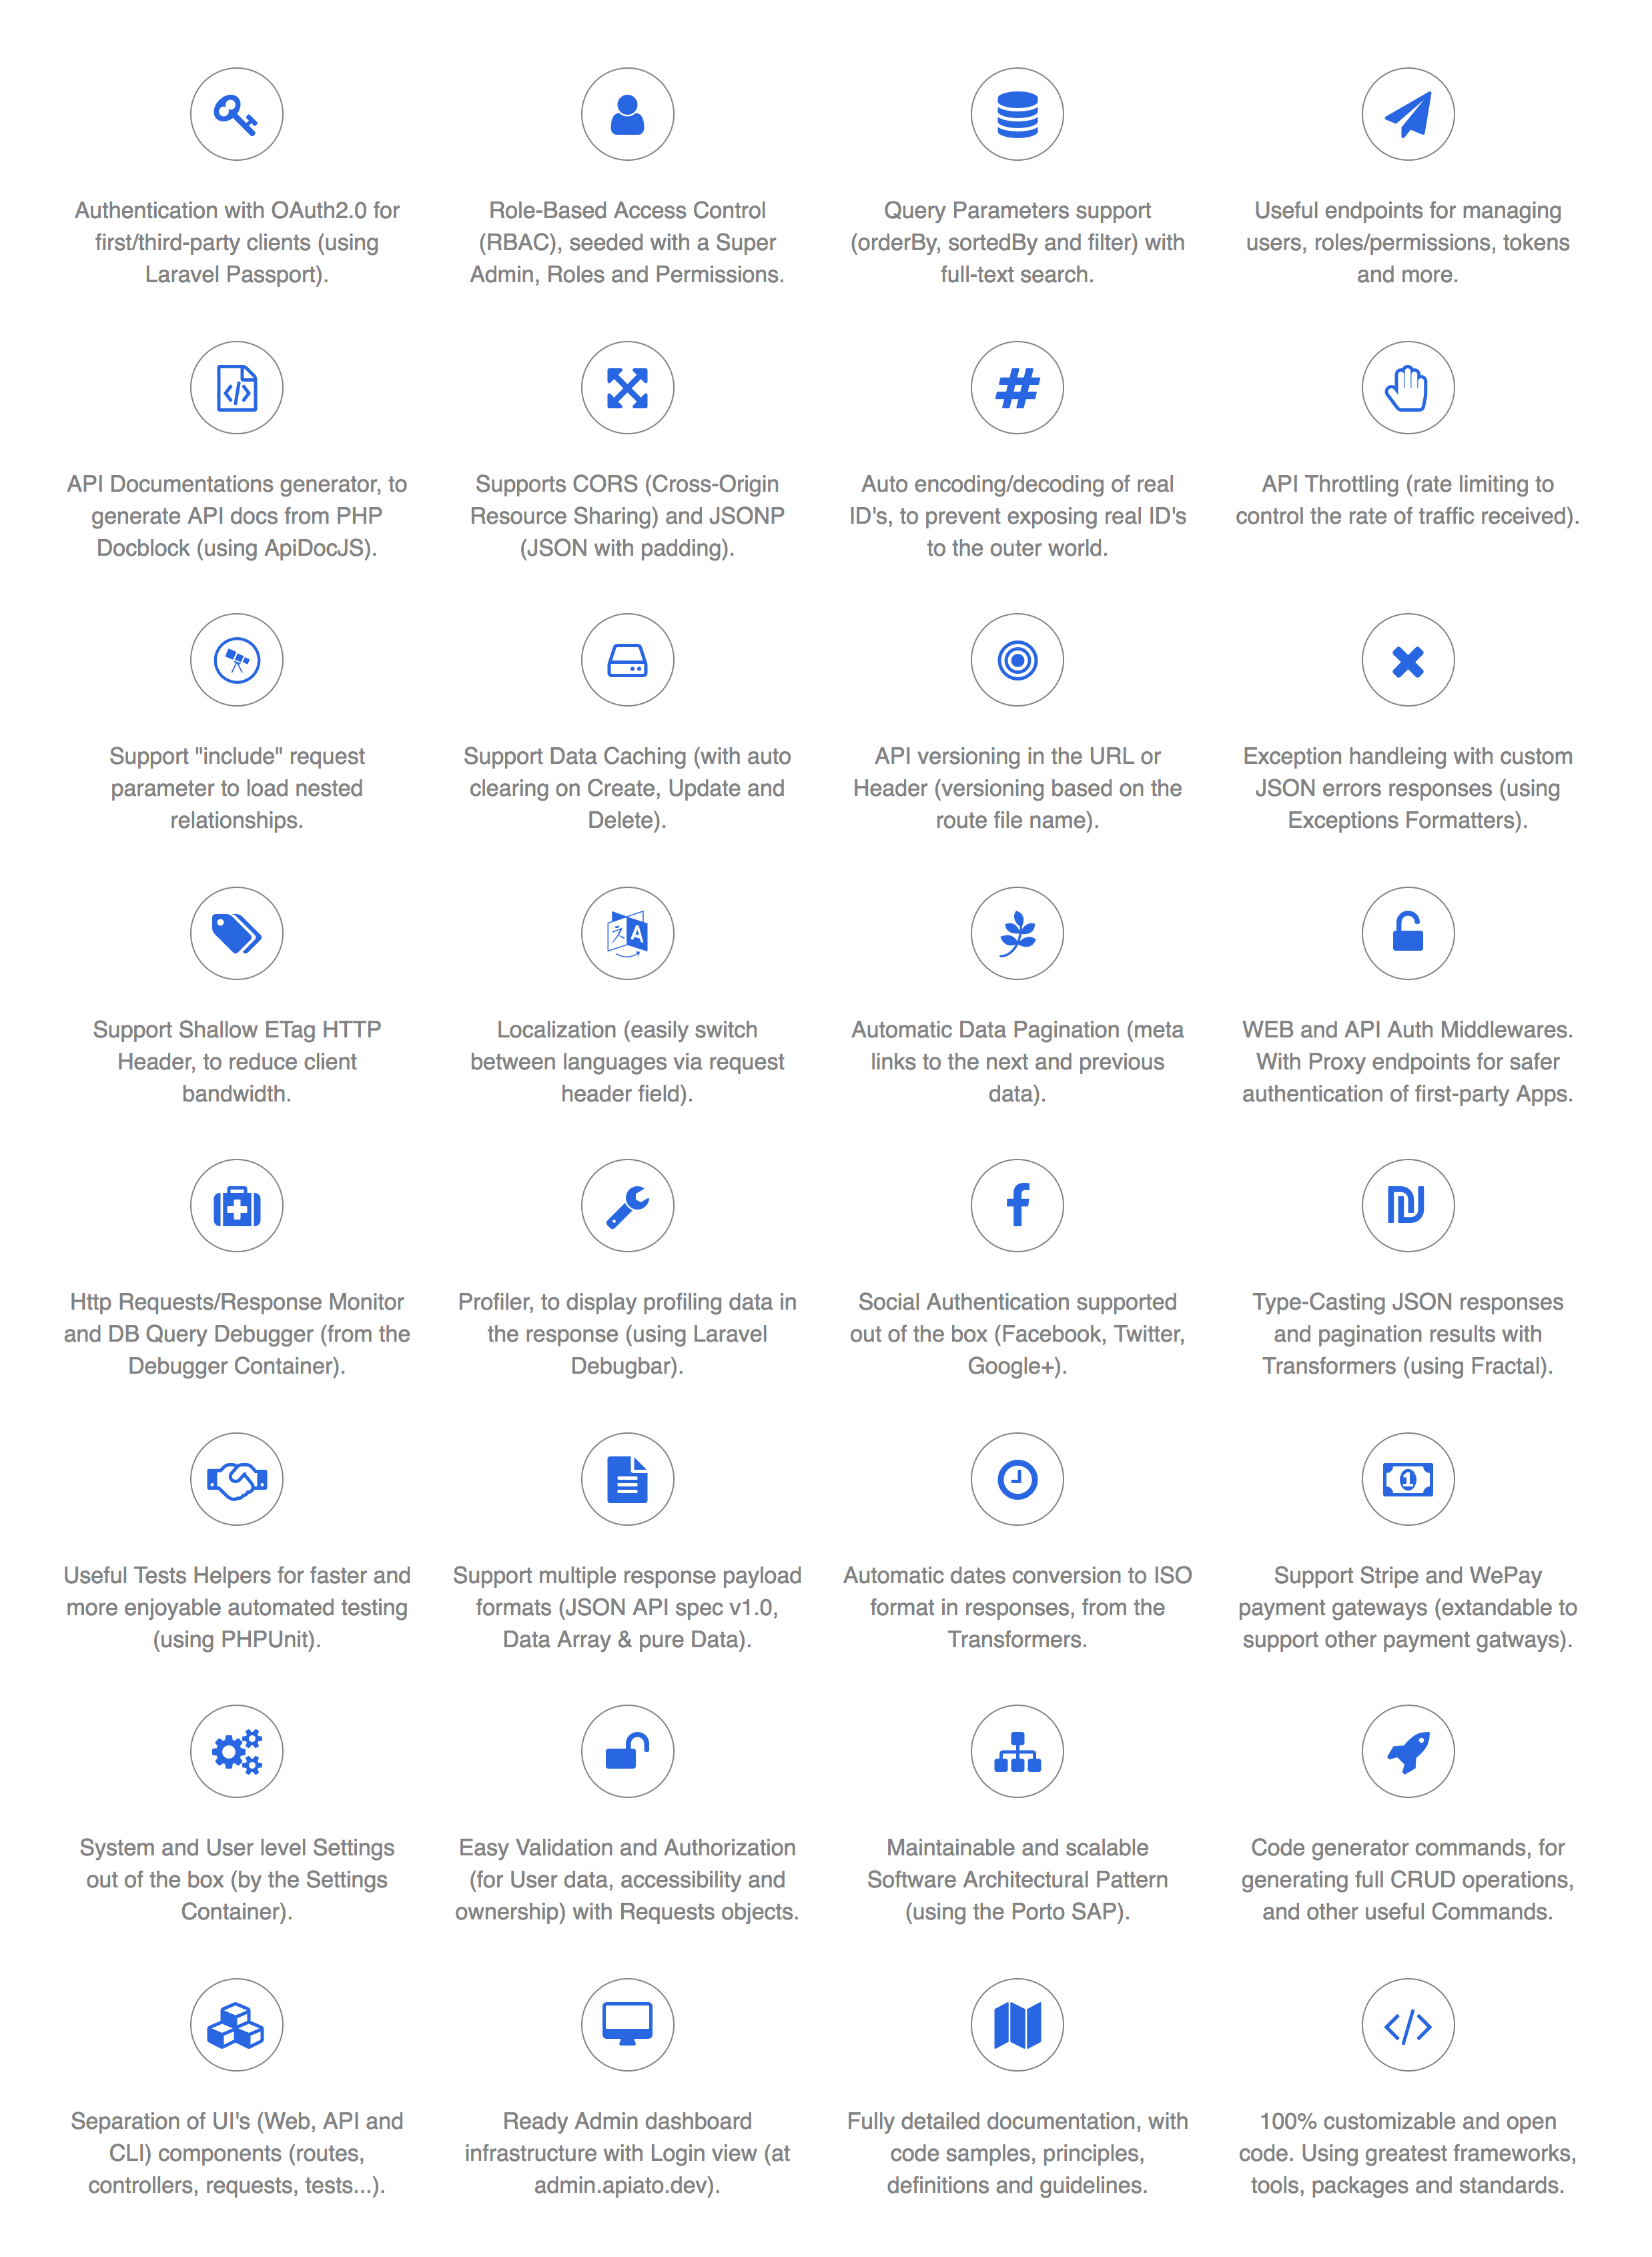 Authentication with OAuth2.0 for
first/third-party clients (using
Laravel Passport).
Role-Based Access Control
(RBAC), seeded with a Super
Admin, Roles and Permissions.
Query Parameters support
(orderBy, sortedBy and filter) with
full-text search.
Useful endpoints for managing
users, roles/permissions, tokens
and more.
API Documentations generator, to
generate API docs from PHP
Docblock (using ApiDocJS).
Supports CORS (Cross-Origin
Resource Sharing) and JSONP
(JSON with padding).
Auto encoding/decoding of real
ID's, to prevent exposing real ID's
to the outer world.
API Throttling (rate limiting to
control the rate of traffic received).
Support "include" request
parameter to load nested
relationships.
Support Data Caching (with auto
clearing on Create, Update and
Delete).
API versioning in the URL or
Header (versioning based on the
route file name).
Exception handleing with custom
JSON errors responses (using
Exceptions Formatters).
Support Shallow ETag HTTP
Header, to reduce client
bandwidth.
Localization (easily switch
between languages via request
header field).
Automatic Data Pagination (meta
links to the next and previous
data).
WEB and API Auth Middlewares.
With Proxy endpoints for safer
authentication of first-party Apps.
Http Requests/Response Monitor
and DB Query Debugger (from the
Debugger Container).
Profiler, to display profiling data in
the response (using Laravel
Debugbar).
Social Authentication supported
out of the box (Facebook, Twitter,
Google+).
Type-Casting JSON responses
and pagination results with
Transformers (using Fractal).
Useful Tests Helpers for faster and
more enjoyable automated testing
(using PHPUnit).
Support multiple response payload
formats (JSON API spec v1.0,
Data Array & pure Data).
Automatic dates conversion to ISO
format in responses, from the
Transformers.
Support Stripe and WePay
payment gateways (extandable to
support other payment gatways).
System and User level Settings
out of the box (by the Settings
Container).
Easy Validation and Authorization
(for User data, accessibility and
ownership) with Requests objects.
Maintainable and scalable
Software Architectural Pattern
(using the Porto SAP).
Code generator commands, for
generating full CRUD operations,
and other useful Commands.
Separation of UI's (Web, API and
CLI) components (routes,
controllers, requests, tests...).
Ready Admin dashboard
infrastructure with Login view (at
admin.apiato.dev).
Fully detailed documentation, with
code samples, principles,
definitions and guidelines.
100% customizable and open
code. Using greatest frameworks,
tools, packages and standards.